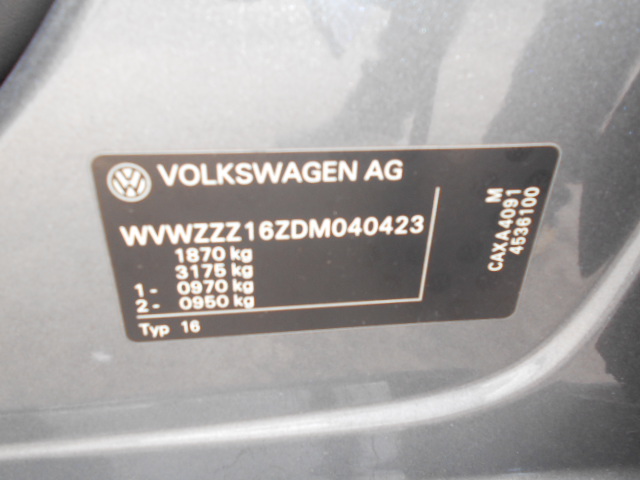 VOLKSWAGEN AG
WVWZZZ16ZDM040423
1870 kg
3175 kg
1 - 0970 kg
2 - 0950 kg
Typ 16
M
CAXA4091
4536100